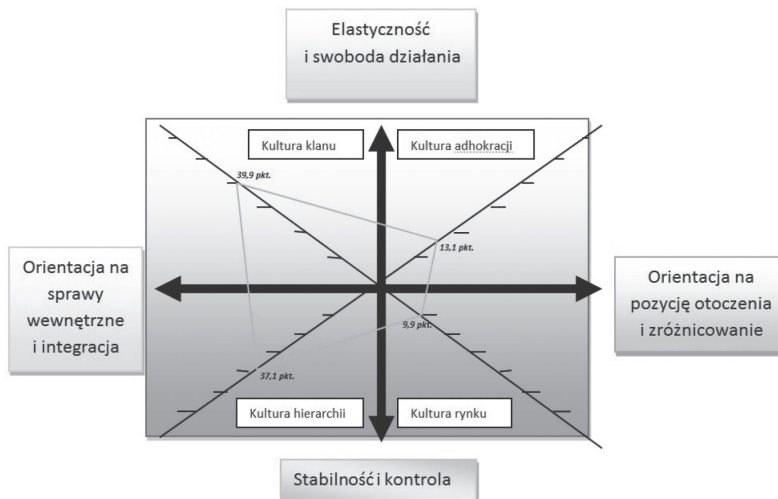 Elastyczność
i swoboda działania
Kultura klanu
Kultura adhokracji
39,9 pkt.
13,1 pkt.
Orientacja na
sprawy
wewnętrzne
i integracja
Orientacja na
pozycję otoczenia
i zróżnicowanie
9,9 pkt.
37,1 pkt.
Kultura hierarchii
Kultura rynku
Stabilność i kontrola